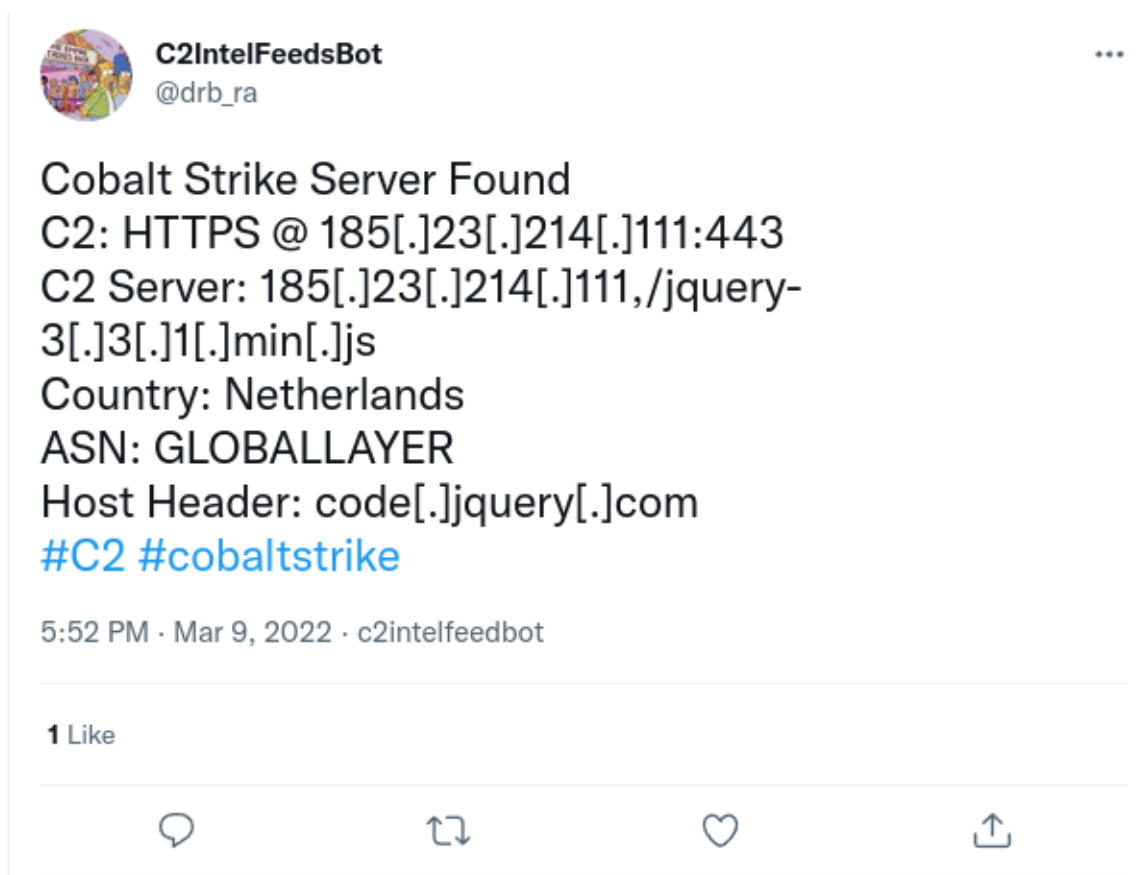 C2IntelFeedsBot
@drb_ra
Cobalt Strike Server Found
C2: HTTPS @ 185[.]23[.]214[.]111:443
C2 Server: 185[.]23[.]214[.]111,/jquery-
3[.]3[.]1[.]min[.]js
Country: Netherlands
ASN: GLOBALLAYER
Host Header: code[.]jquery[.]com
#C2 #cobaltstrike
5:52 PM · Mar 9, 2022 · c2intelfeedbot
1 Like